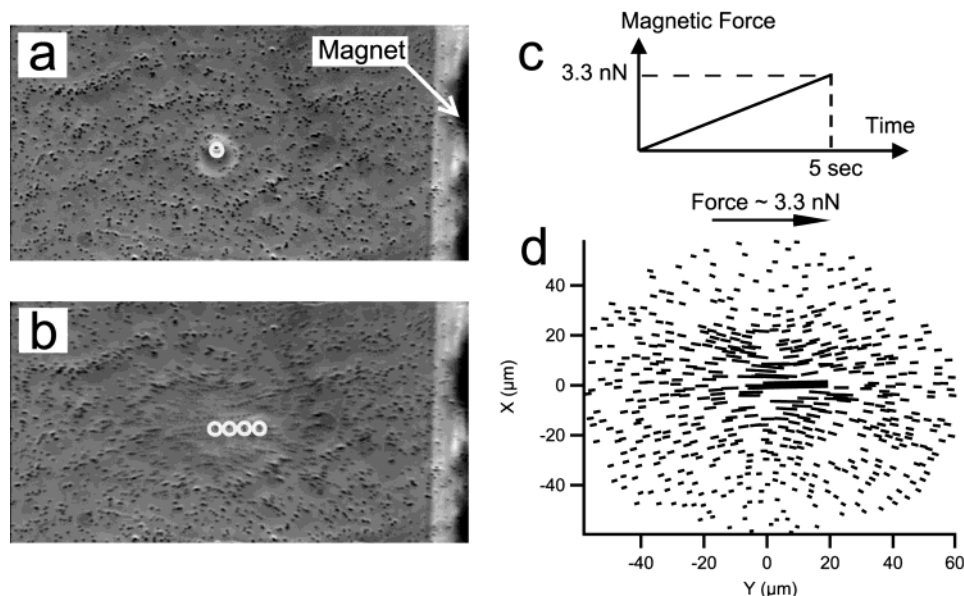 a
Magnet
b
c
Magnetic Force
3.3 nN
Time
5 sec
Force ~ 3.3 nN
d
X (µm)
40
20
0
-20
-40
-40 -20 0 20 40 60
Y (µm)